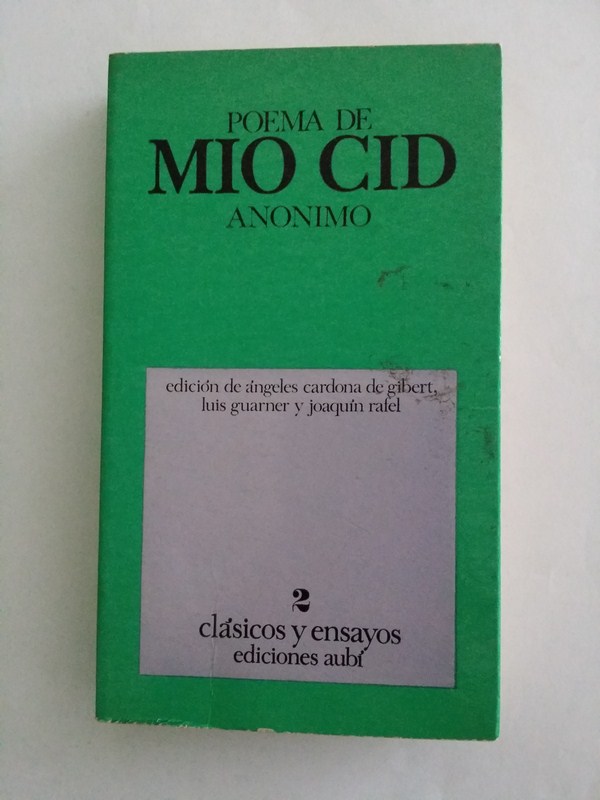 POEMA DE
MIO CID
ANONIMO
edición de ángeles cardona de gibert,
luis guarner y joaquín rafel
2
clásicos y ensayos
ediciones aubí